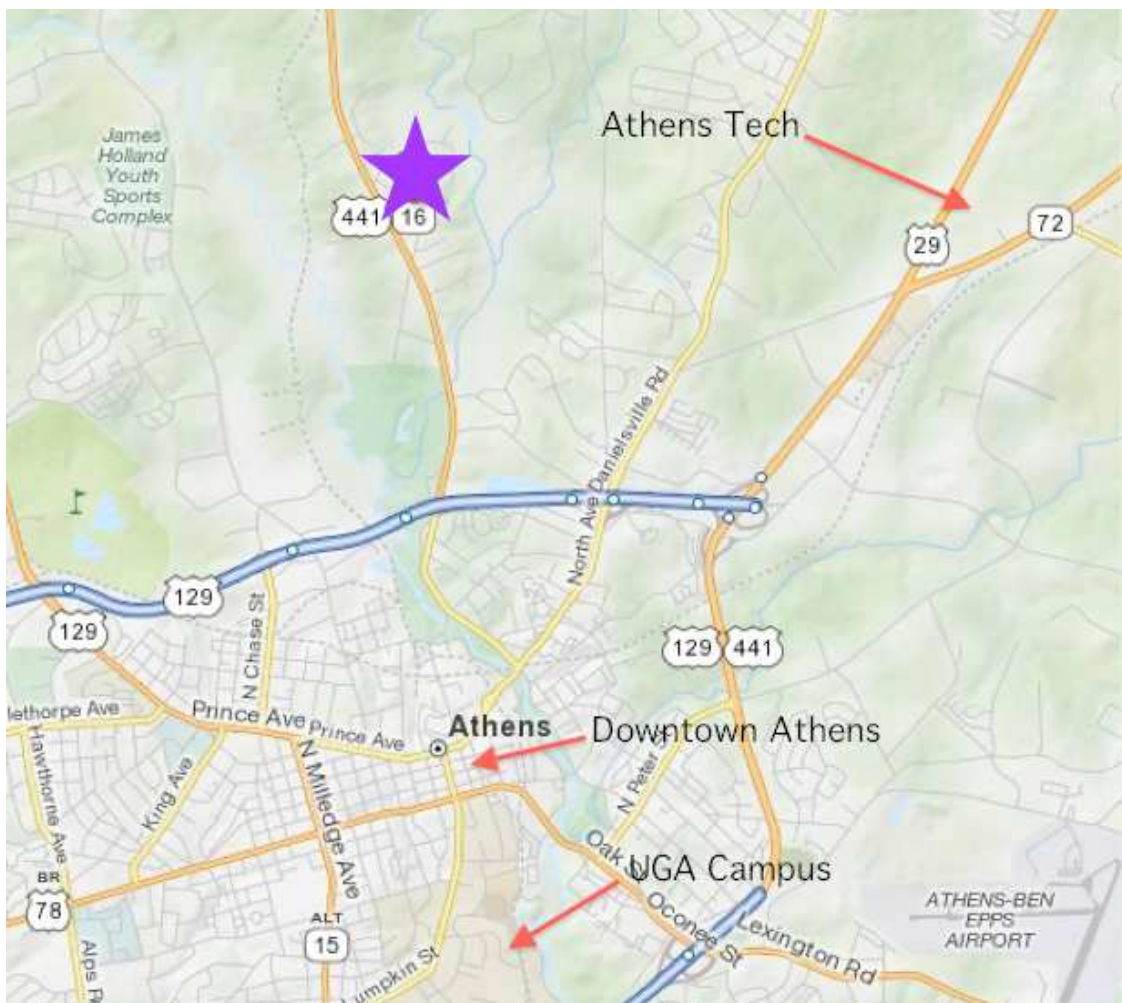 James
Holland
Youth
Sports
Complex
Athens Tech
441
16
29
72
North Ave
Danielsville Rd
129
129
N Chase St
129
441
lethorpe Ave
Prince Ave
Prince Ave
Athens
Downtown Athens
Hawthorne Ave
King Ave
N Milledge Ave
N Peter
Oak
UGA Campus
Oconee St
Lexington Rd
BR
78
ALT
15
Alps R
Lumpkin St
ATHENS-BEN
EPPS
AIRPORT